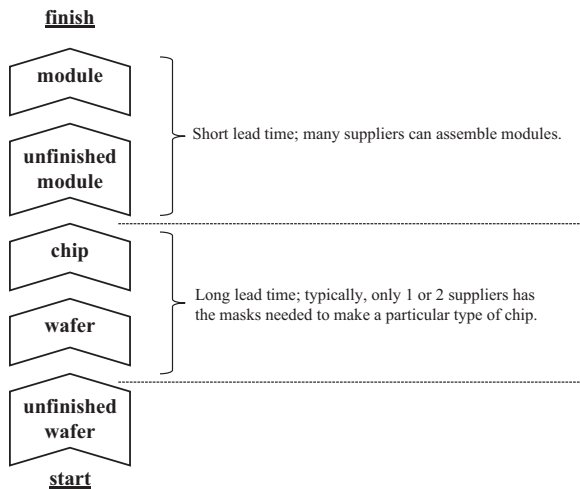 finish
module
Short lead time; many suppliers can assemble modules.
unfinished
module
chip
Long lead time; typically, only 1 or 2 suppliers has
the masks needed to make a particular type of chip.
wafer
unfinished
wafer
start